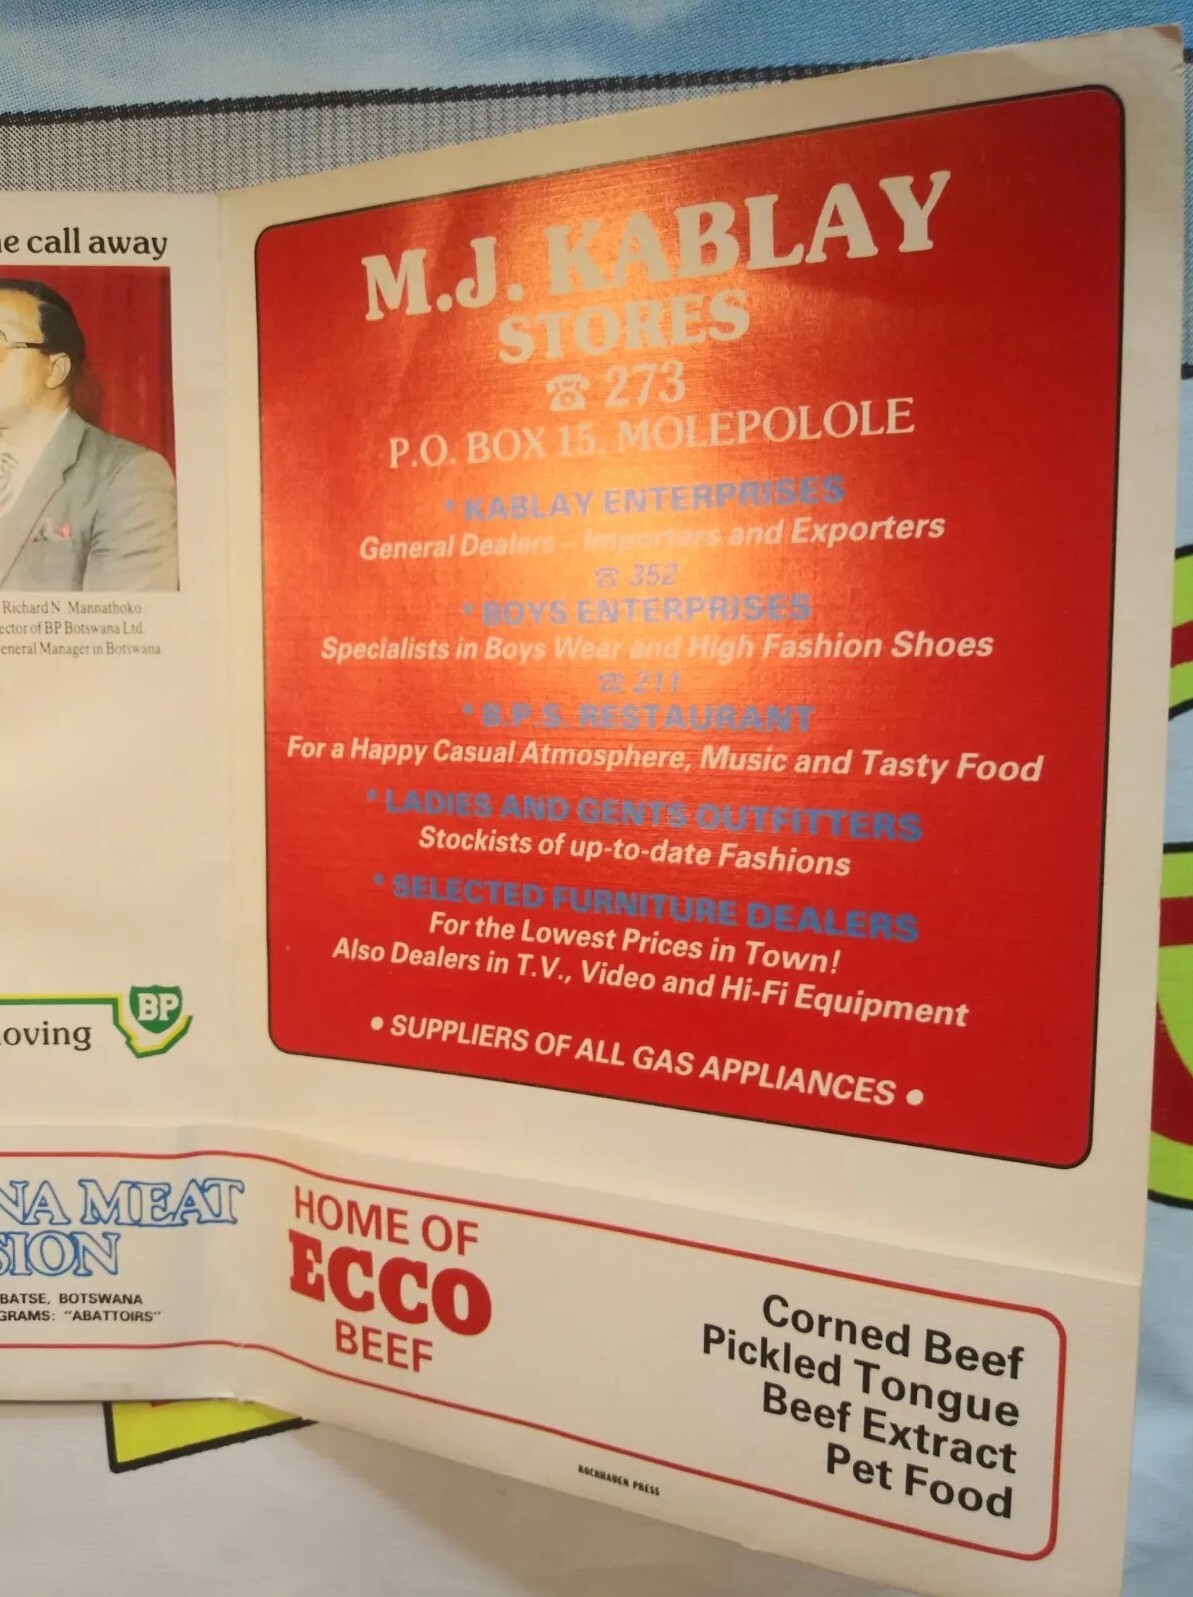 e call away
Richard N. Mannathoko
ector of BP Botswana Ltd.
eneral Manager in Botswana
BP
oving
M.J. KABLAY
STORES
☎ 273
P.O. BOX 15, MOLEPOLOLE
* KABLAY ENTERPRISES
General Dealers – Importers and Exporters
☎ 352
* BOYS ENTERPRISES
Specialists in Boys Wear and High Fashion Shoes
☎ 211
* B.P.S. RESTAURANT
For a Happy Casual Atmosphere, Music and Tasty Food
* LADIES AND GENTS OUTFITTERS
Stockists of up-to-date Fashions
* SELECTED FURNITURE DEALERS
For the Lowest Prices in Town!
Also Dealers in T.V., Video and Hi-Fi Equipment
• SUPPLIERS OF ALL GAS APPLIANCES •
NA MEAT
SION
BATSE, BOTSWANA
GRAMS: "ABATTOIRS"
HOME OF
ECCO
BEEF
Corned Beef
Pickled Tongue
Beef Extract
Pet Food
ROCKHAVEN PRESS